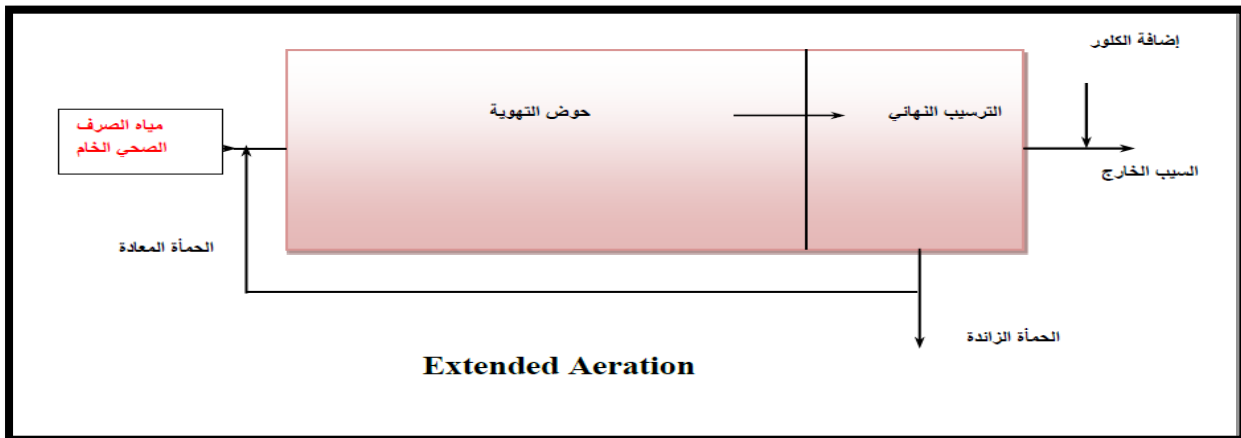 إضافة الكلور
مياه الصرف
الصحي الخام
حوض التهوية
الترسيب النهائي
السيب الخارج
الحمأة المعادة
الحمأة الزائدة
Extended Aeration